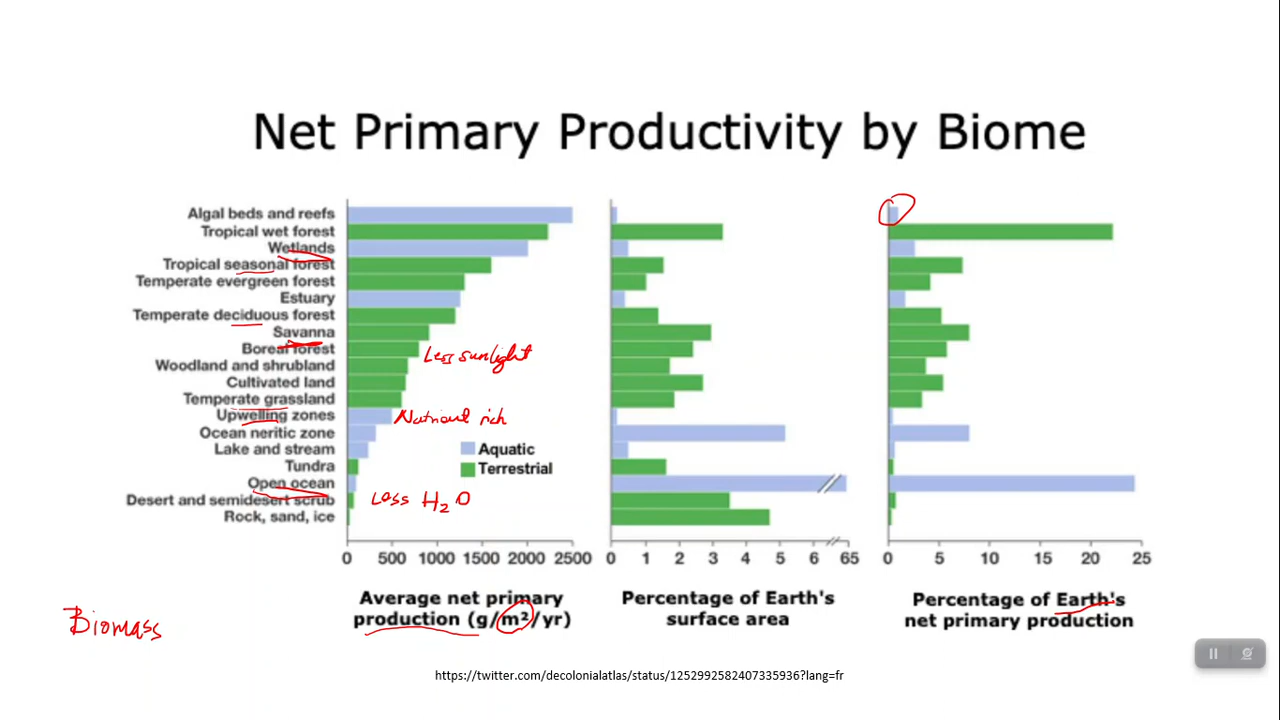 Net Primary Productivity by Biome
Algal beds and reefs
Tropical wet forest
Wetlands
Tropical seasonal forest
Temperate evergreen forest
Estuary
Temperate deciduous forest
Savanna
Boreal forest
Less sunlight
Woodland and shrubland
Cultivated land
Temperate grassland
Upwelling zones
Nutrient rich
Ocean neritic zone
Lake and stream
Aquatic
Tundra
Terrestrial
Open ocean
Desert and semidesert scrub
Less H2O
Rock, sand, ice
0 500 1000 1500 2000 2500
0 1 2 3 4 5 6 65
0 5 10 15 20 25
Average net primary
production (g/m²/yr)
Percentage of Earth's
surface area
Percentage of Earth's
net primary production
Biomass
https://twitter.com/decolonialatlas/status/1252992582407335936?lang=fr